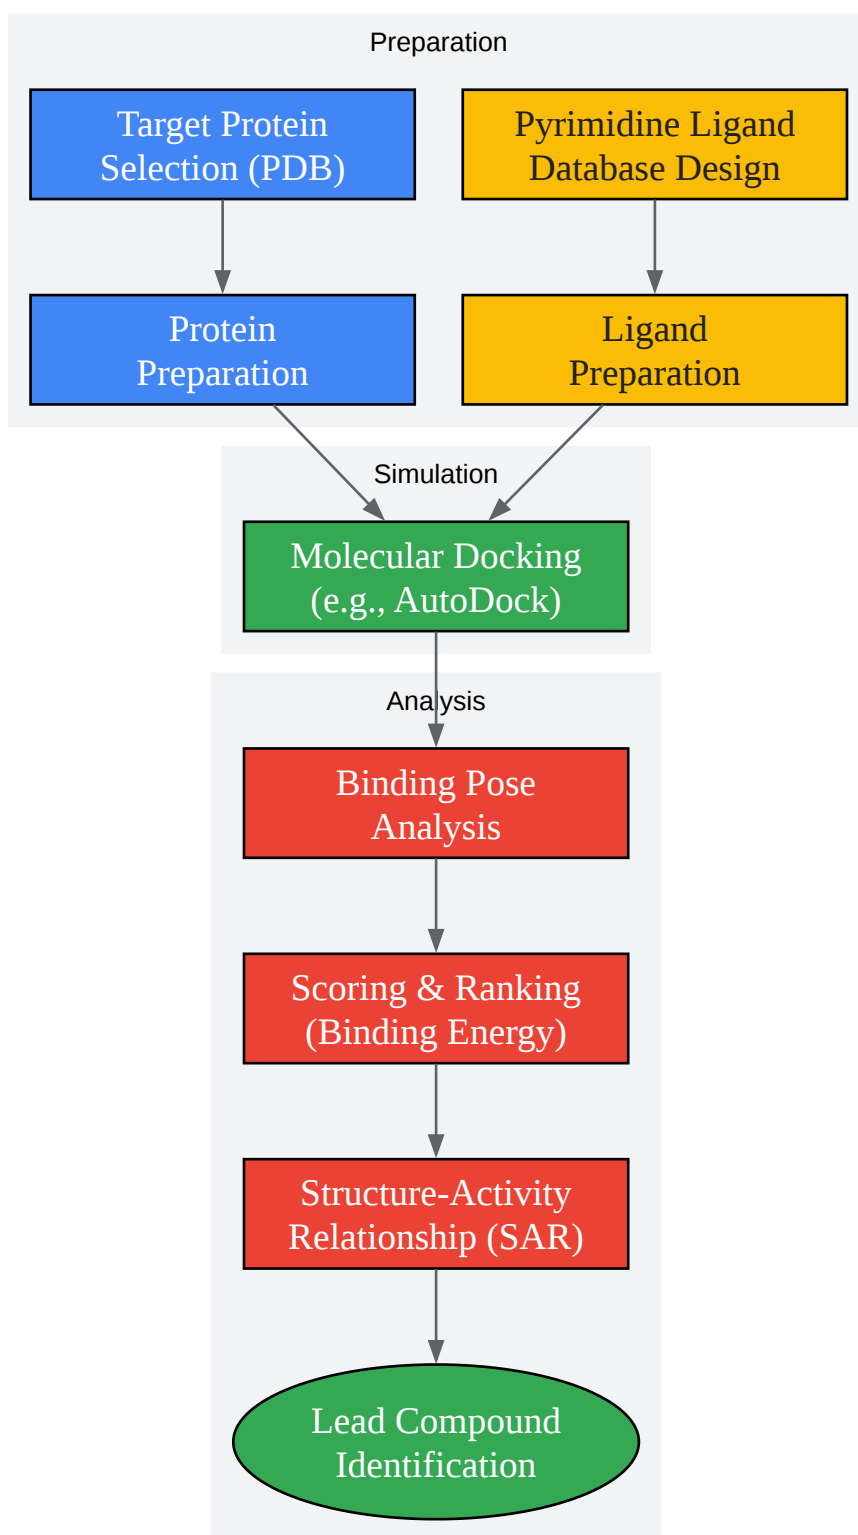 Preparation
Target Protein
Selection (PDB)
Pyrimidine Ligand
Database Design
Protein
Preparation
Ligand
Preparation
Simulation
Molecular Docking
(e.g., AutoDock)
Analysis
Binding Pose
Analysis
Scoring & Ranking
(Binding Energy)
Structure-Activity
Relationship (SAR)
Lead Compound
Identification